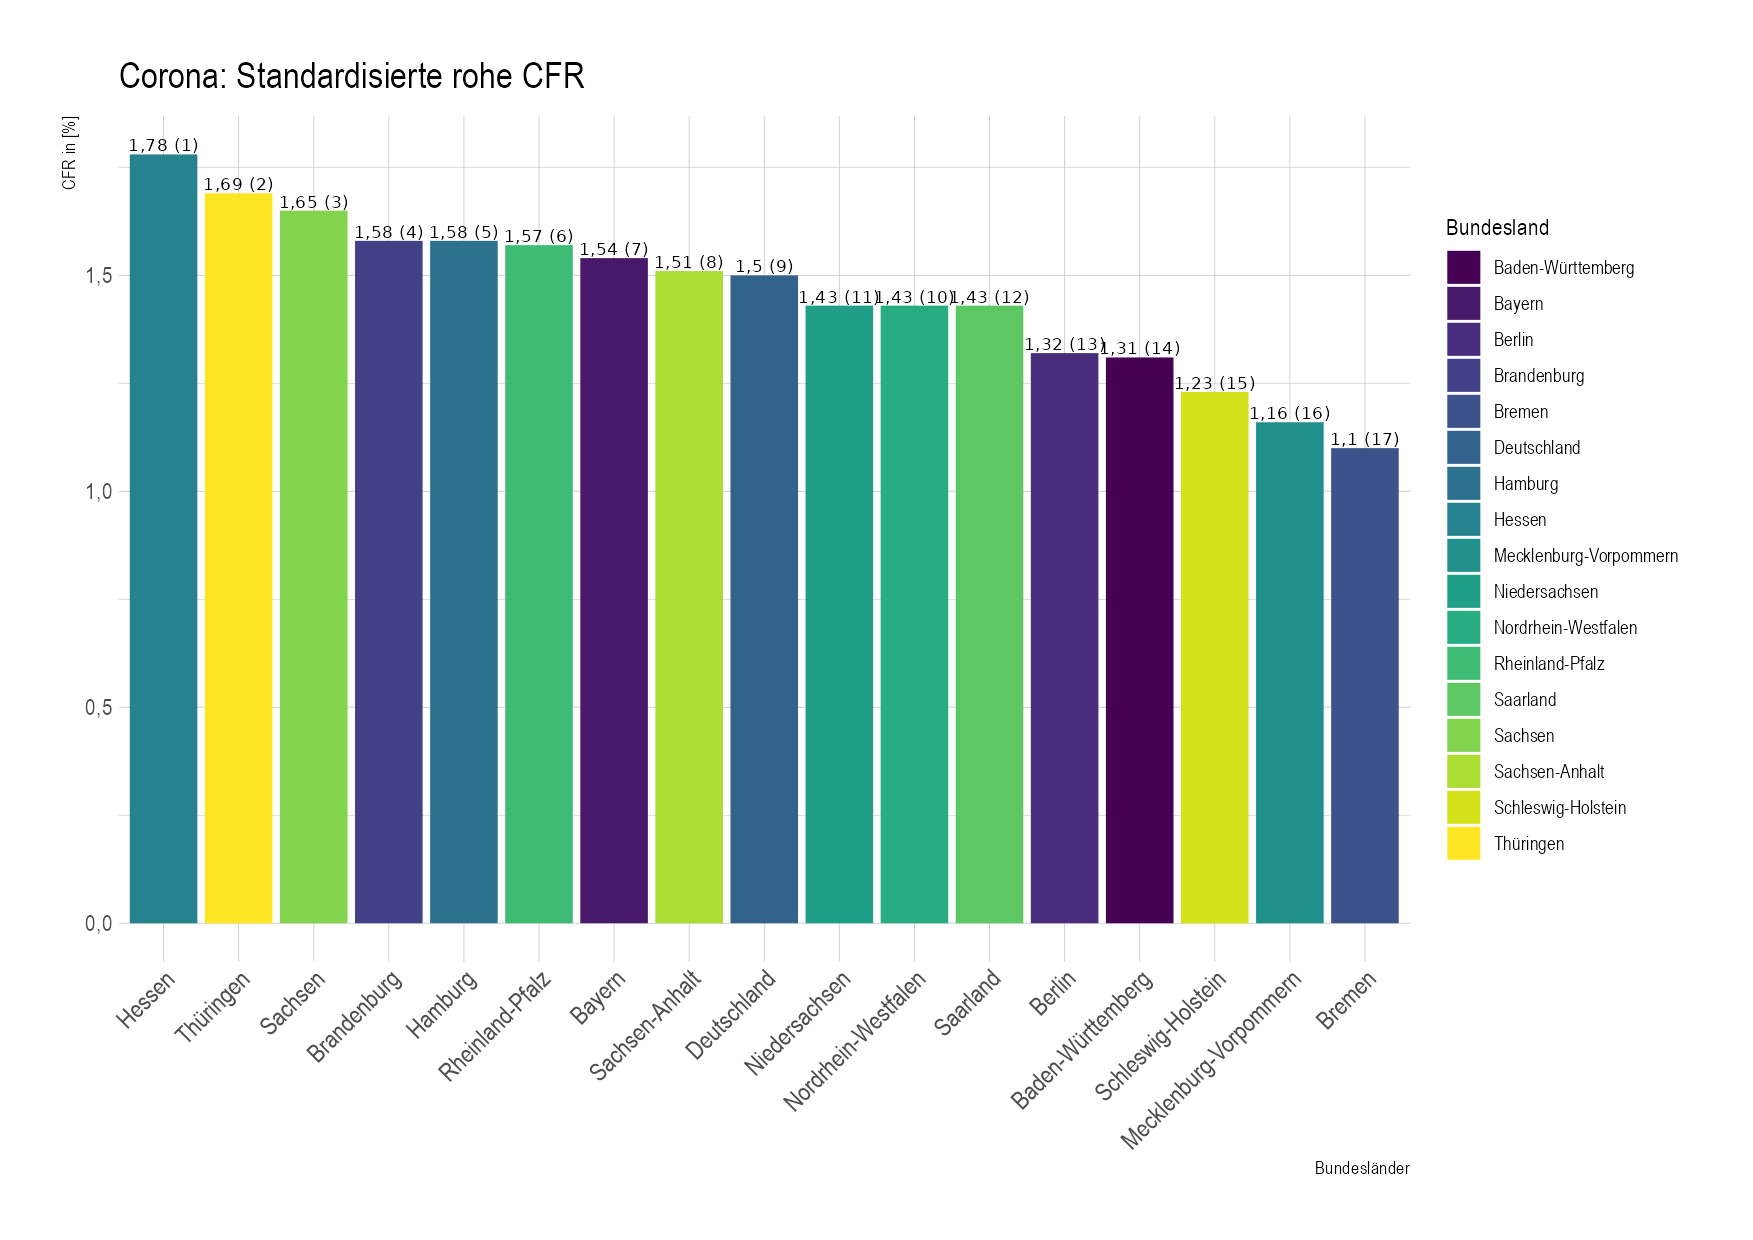 Corona: Standardisierte rohe CFR
CFR in [%]
1,78 (1)
1,69 (2)
1,65 (3)
1,58 (4)
1,58 (5)
1,57 (6)
1,54 (7)
1,51 (8)
1,5 (9)
1,43 (11)
1,43 (10)
1,43 (12)
1,32 (13)
1,31 (14)
1,23 (15)
1,16 (16)
1,1 (17)
1,5
1,0
0,5
0,0
Hessen
Thüringen
Sachsen
Brandenburg
Hamburg
Rheinland-Pfalz
Bayern
Sachsen-Anhalt
Deutschland
Niedersachsen
Nordrhein-Westfalen
Saarland
Berlin
Baden-Württemberg
Schleswig-Holstein
Mecklenburg-Vorpommern
Bremen
Bundesländer
Bundesland
Baden-Württemberg
Bayern
Berlin
Brandenburg
Bremen
Deutschland
Hamburg
Hessen
Mecklenburg-Vorpommern
Niedersachsen
Nordrhein-Westfalen
Rheinland-Pfalz
Saarland
Sachsen
Sachsen-Anhalt
Schleswig-Holstein
Thüringen